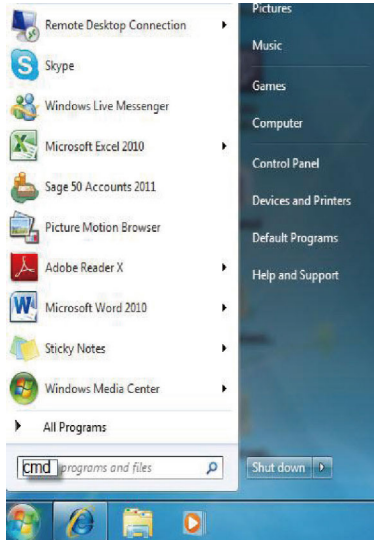 Remote Desktop Connection
Skype
Windows Live Messenger
Microsoft Excel 2010
Sage 50 Accounts 2011
Picture Motion Browser
Adobe Reader X
Microsoft Word 2010
Sticky Notes
Windows Media Center
All Programs
cmd programs and files
Pictures
Music
Games
Computer
Control Panel
Devices and Printers
Default Programs
Help and Support
Shut down